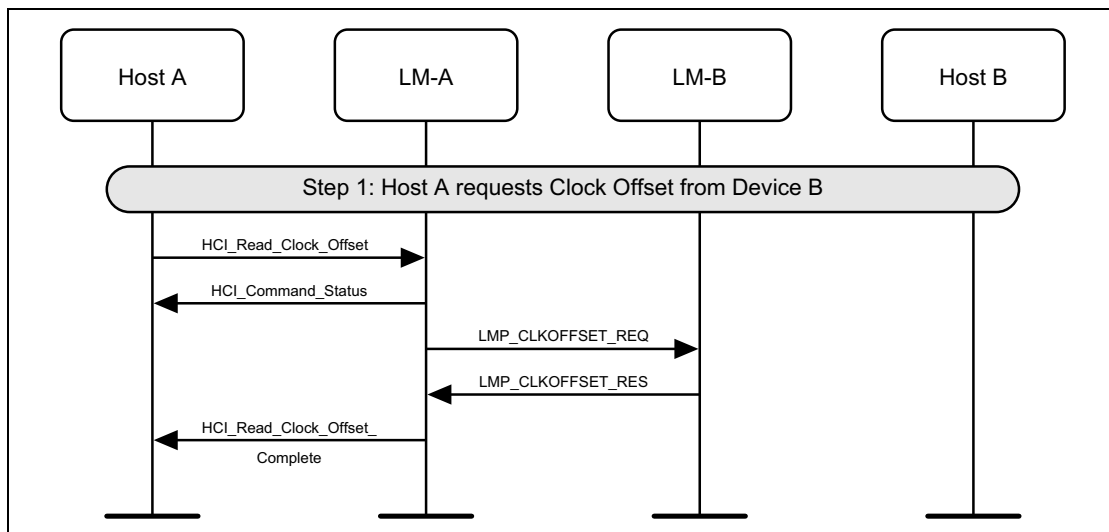 Host A
LM-A
LM-B
Host B
Step 1: Host A requests Clock Offset from Device B
HCI_Read_Clock_Offset
HCI_Command_Status
LMP_CLKOFFSET_REQ
LMP_CLKOFFSET_RES
HCI_Read_Clock_Offset_
Complete